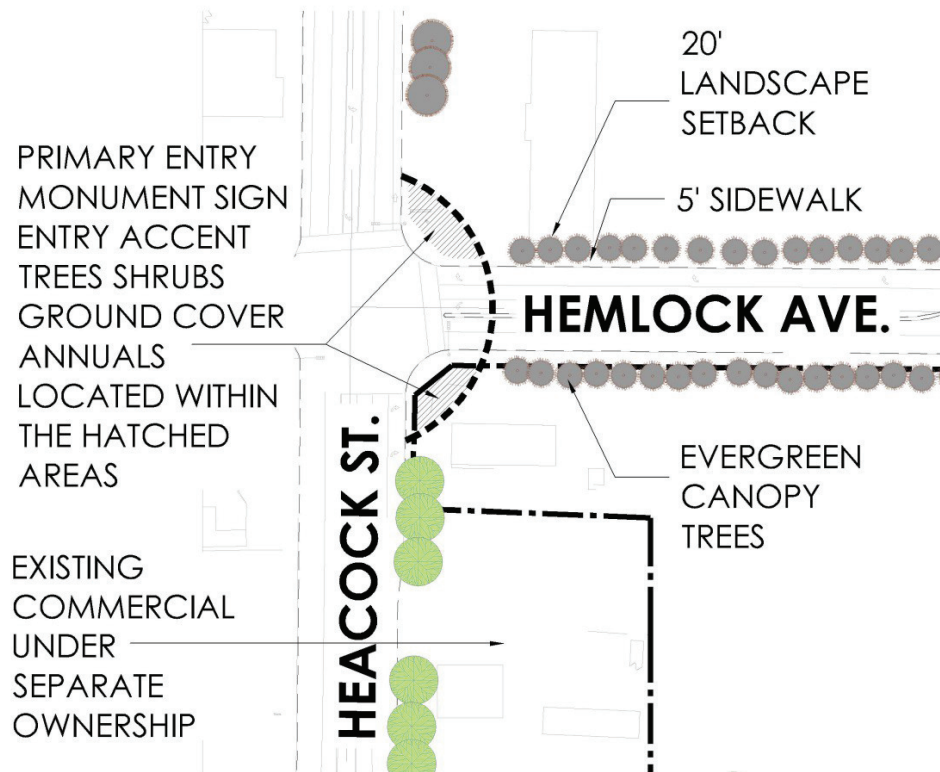 20'
LANDSCAPE
SETBACK
PRIMARY ENTRY
MONUMENT SIGN
ENTRY ACCENT
TREES SHRUBS
GROUND COVER
ANNUALS
LOCATED WITHIN
THE HATCHED
AREAS
5' SIDEWALK
HEMLOCK AVE.
HEACOCK ST.
EVERGREEN
CANOPY
TREES
EXISTING
COMMERCIAL
UNDER
SEPARATE
OWNERSHIP